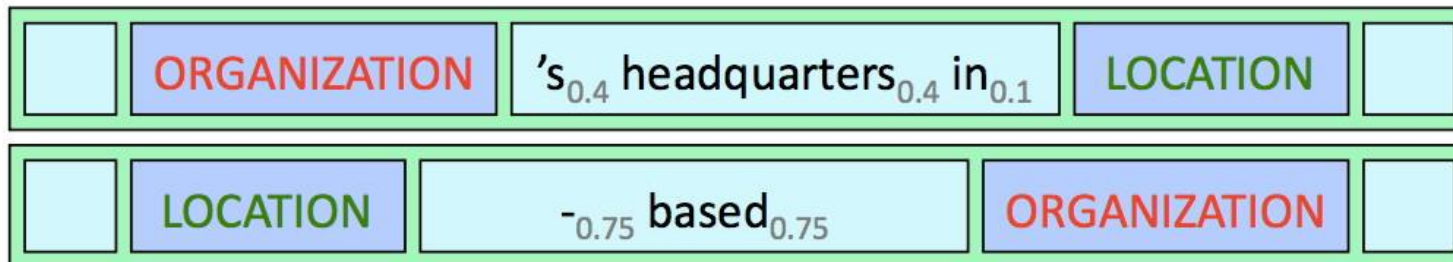 ORGANIZATION ’s0.4 headquarters0.4 in0.1 LOCATION
LOCATION -0.75 based0.75 ORGANIZATION